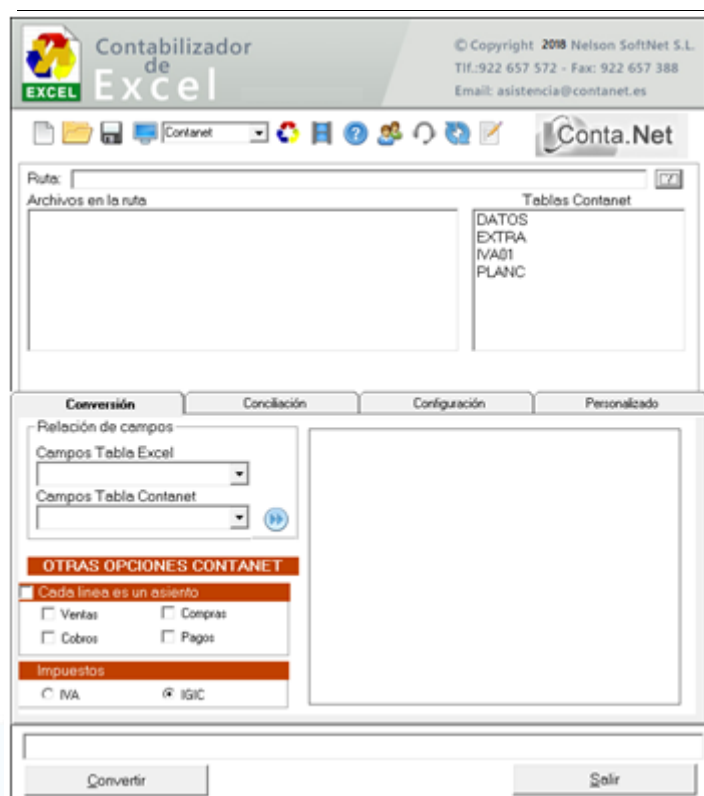 Contabilizador
de
Excel
EXCEL
© Copyright 2018 Nelson SoftNet S.L.
Tlf.:922 657 572 - Fax: 922 657 388
Email: asistencia@contanet.es
Contanet
Conta.Net
Ruta:
Archivos en la ruta
Tablas Contanet
DATOS
EXTRA
IVA01
PLANC
Conversión
Conciliación
Configuración
Personalizado
Relación de campos
Campos Tabla Excel
Campos Tabla Contanet
OTRAS OPCIONES CONTANET
Cada linea es un asiento
Ventas
Compras
Cobros
Pagos
Impuestos
IVA
IGIC
Convertir
Salir